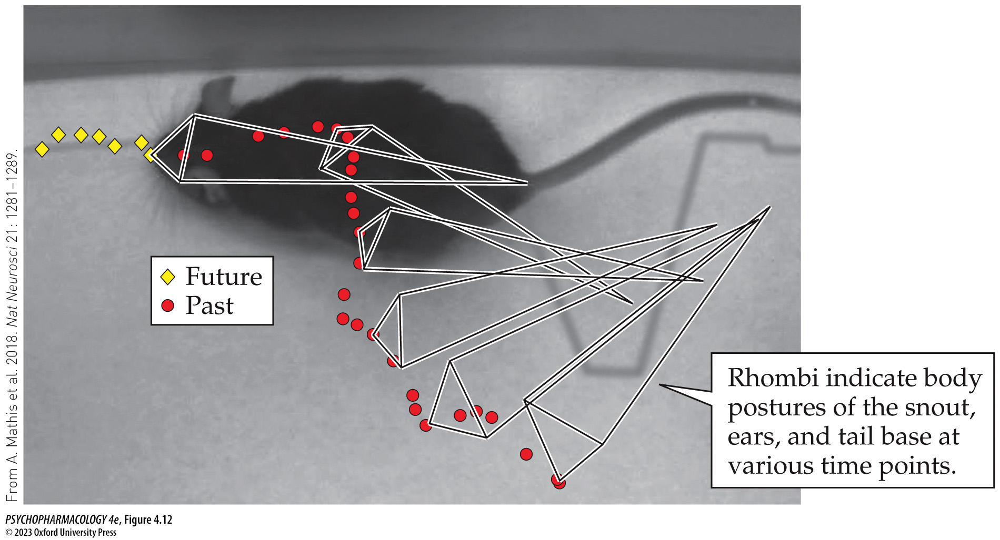 From A. Mathis et al. 2018. Nat Neurosci 21: 1281–1289.
Future
Past
Rhombi indicate body
postures of the snout,
ears, and tail base at
various time points.
PSYCHOPHARMACOLOGY 4e, Figure 4.12
© 2023 Oxford University Press